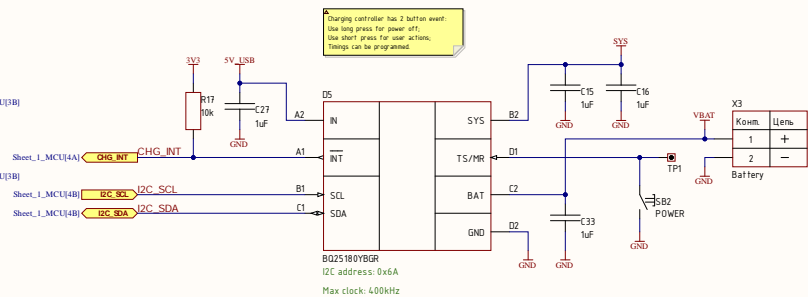 Charging controller has 2 button event:
Use long press for power off;
Use short press for user actions;
Timings can be programmed.
3V3
5V_USB
SYS
U[3B]
R17
10k
C27
1uF
GND
D5
A2
IN
SYS
B2
C15
1uF
C16
1uF
GND
GND
X3
Конт.
Цепь
1
+
2
-
Battery
VBAT
GND
Sheet_1_MCU[4A]
CHG_INT
CHG_INT
A1
INT
TS/MR
D1
TP1
U[3B]
Sheet_1_MCU[4B]
I2C_SCL
I2C_SCL
B1
SCL
BAT
C2
Sheet_1_MCU[4B]
I2C_SDA
I2C_SDA
C1
SDA
GND
D2
C33
1uF
SB2
POWER
GND
GND
GND
BQ25180YBGR
I2C address: 0x6A
Max clock: 400kHz